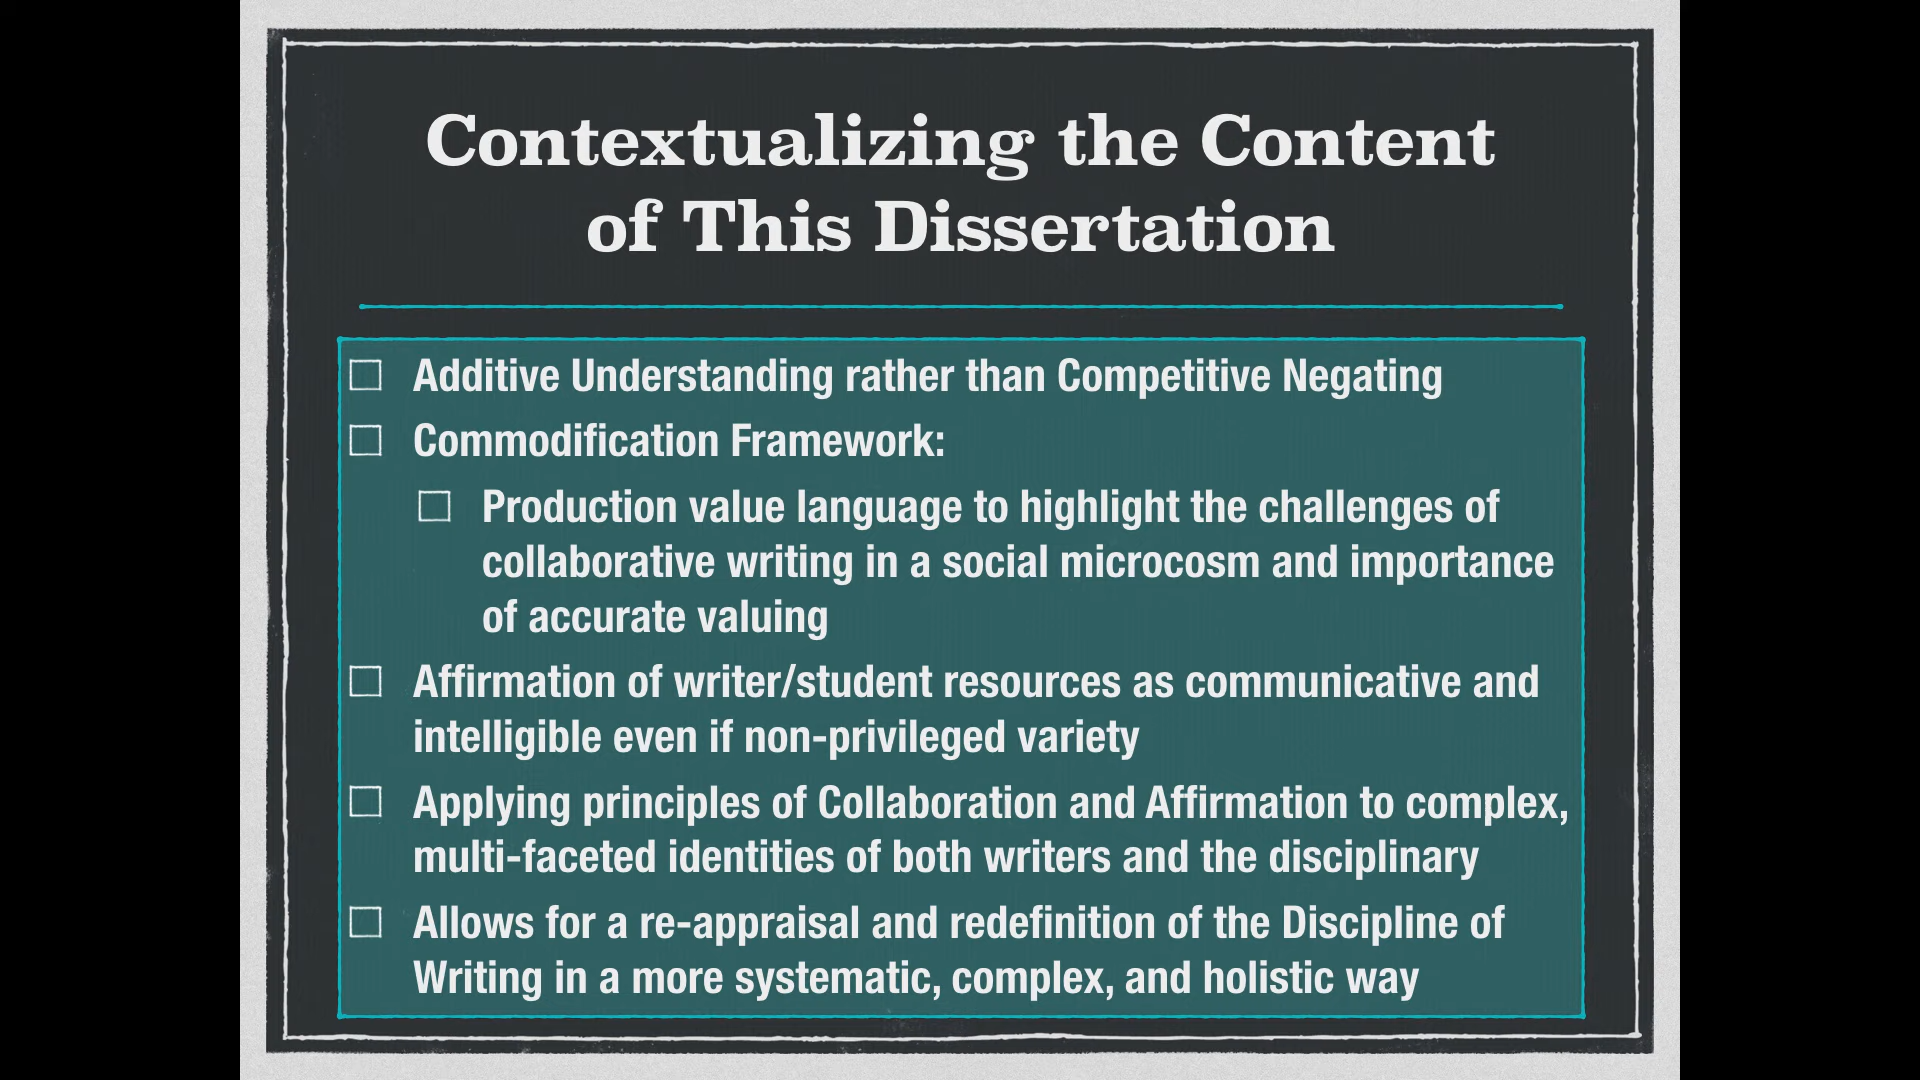 Contextualizing the Content
of This Dissertation
Additive Understanding rather than Competitive Negating
Commodification Framework:
Production value language to highlight the challenges of
collaborative writing in a social microcosm and importance
of accurate valuing
Affirmation of writer/student resources as communicative and
intelligible even if non-privileged variety
Applying principles of Collaboration and Affirmation to complex,
multi-faceted identities of both writers and the disciplinary
Allows for a re-appraisal and redefinition of the Discipline of
Writing in a more systematic, complex, and holistic way